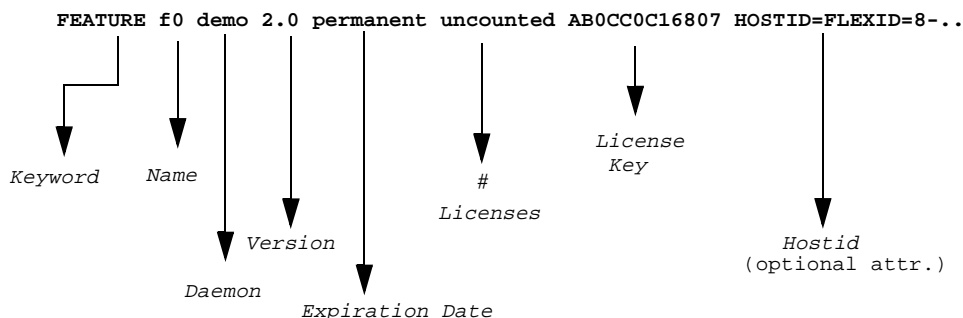 FEATURE f0 demo 2.0 permanent uncounted AB0CC0C16807 HOSTID=FLEXID=8-..
License
Key
Keyword
Name
#
Licenses
Version
Hostid
(optional attr.)
Daemon
Expiration Date